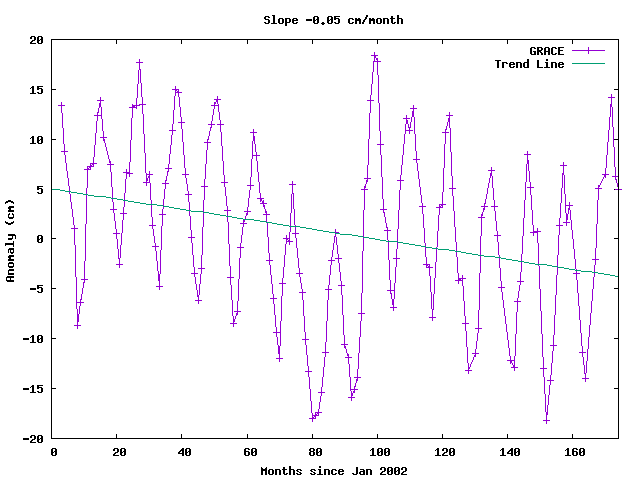 Slope -0.05 cm/month
GRACE
Trend Line
20
15
10
5
0
-5
-10
-15
-20
Anomaly (cm)
0 20 40 60 80 100 120 140 160
Months since Jan 2002